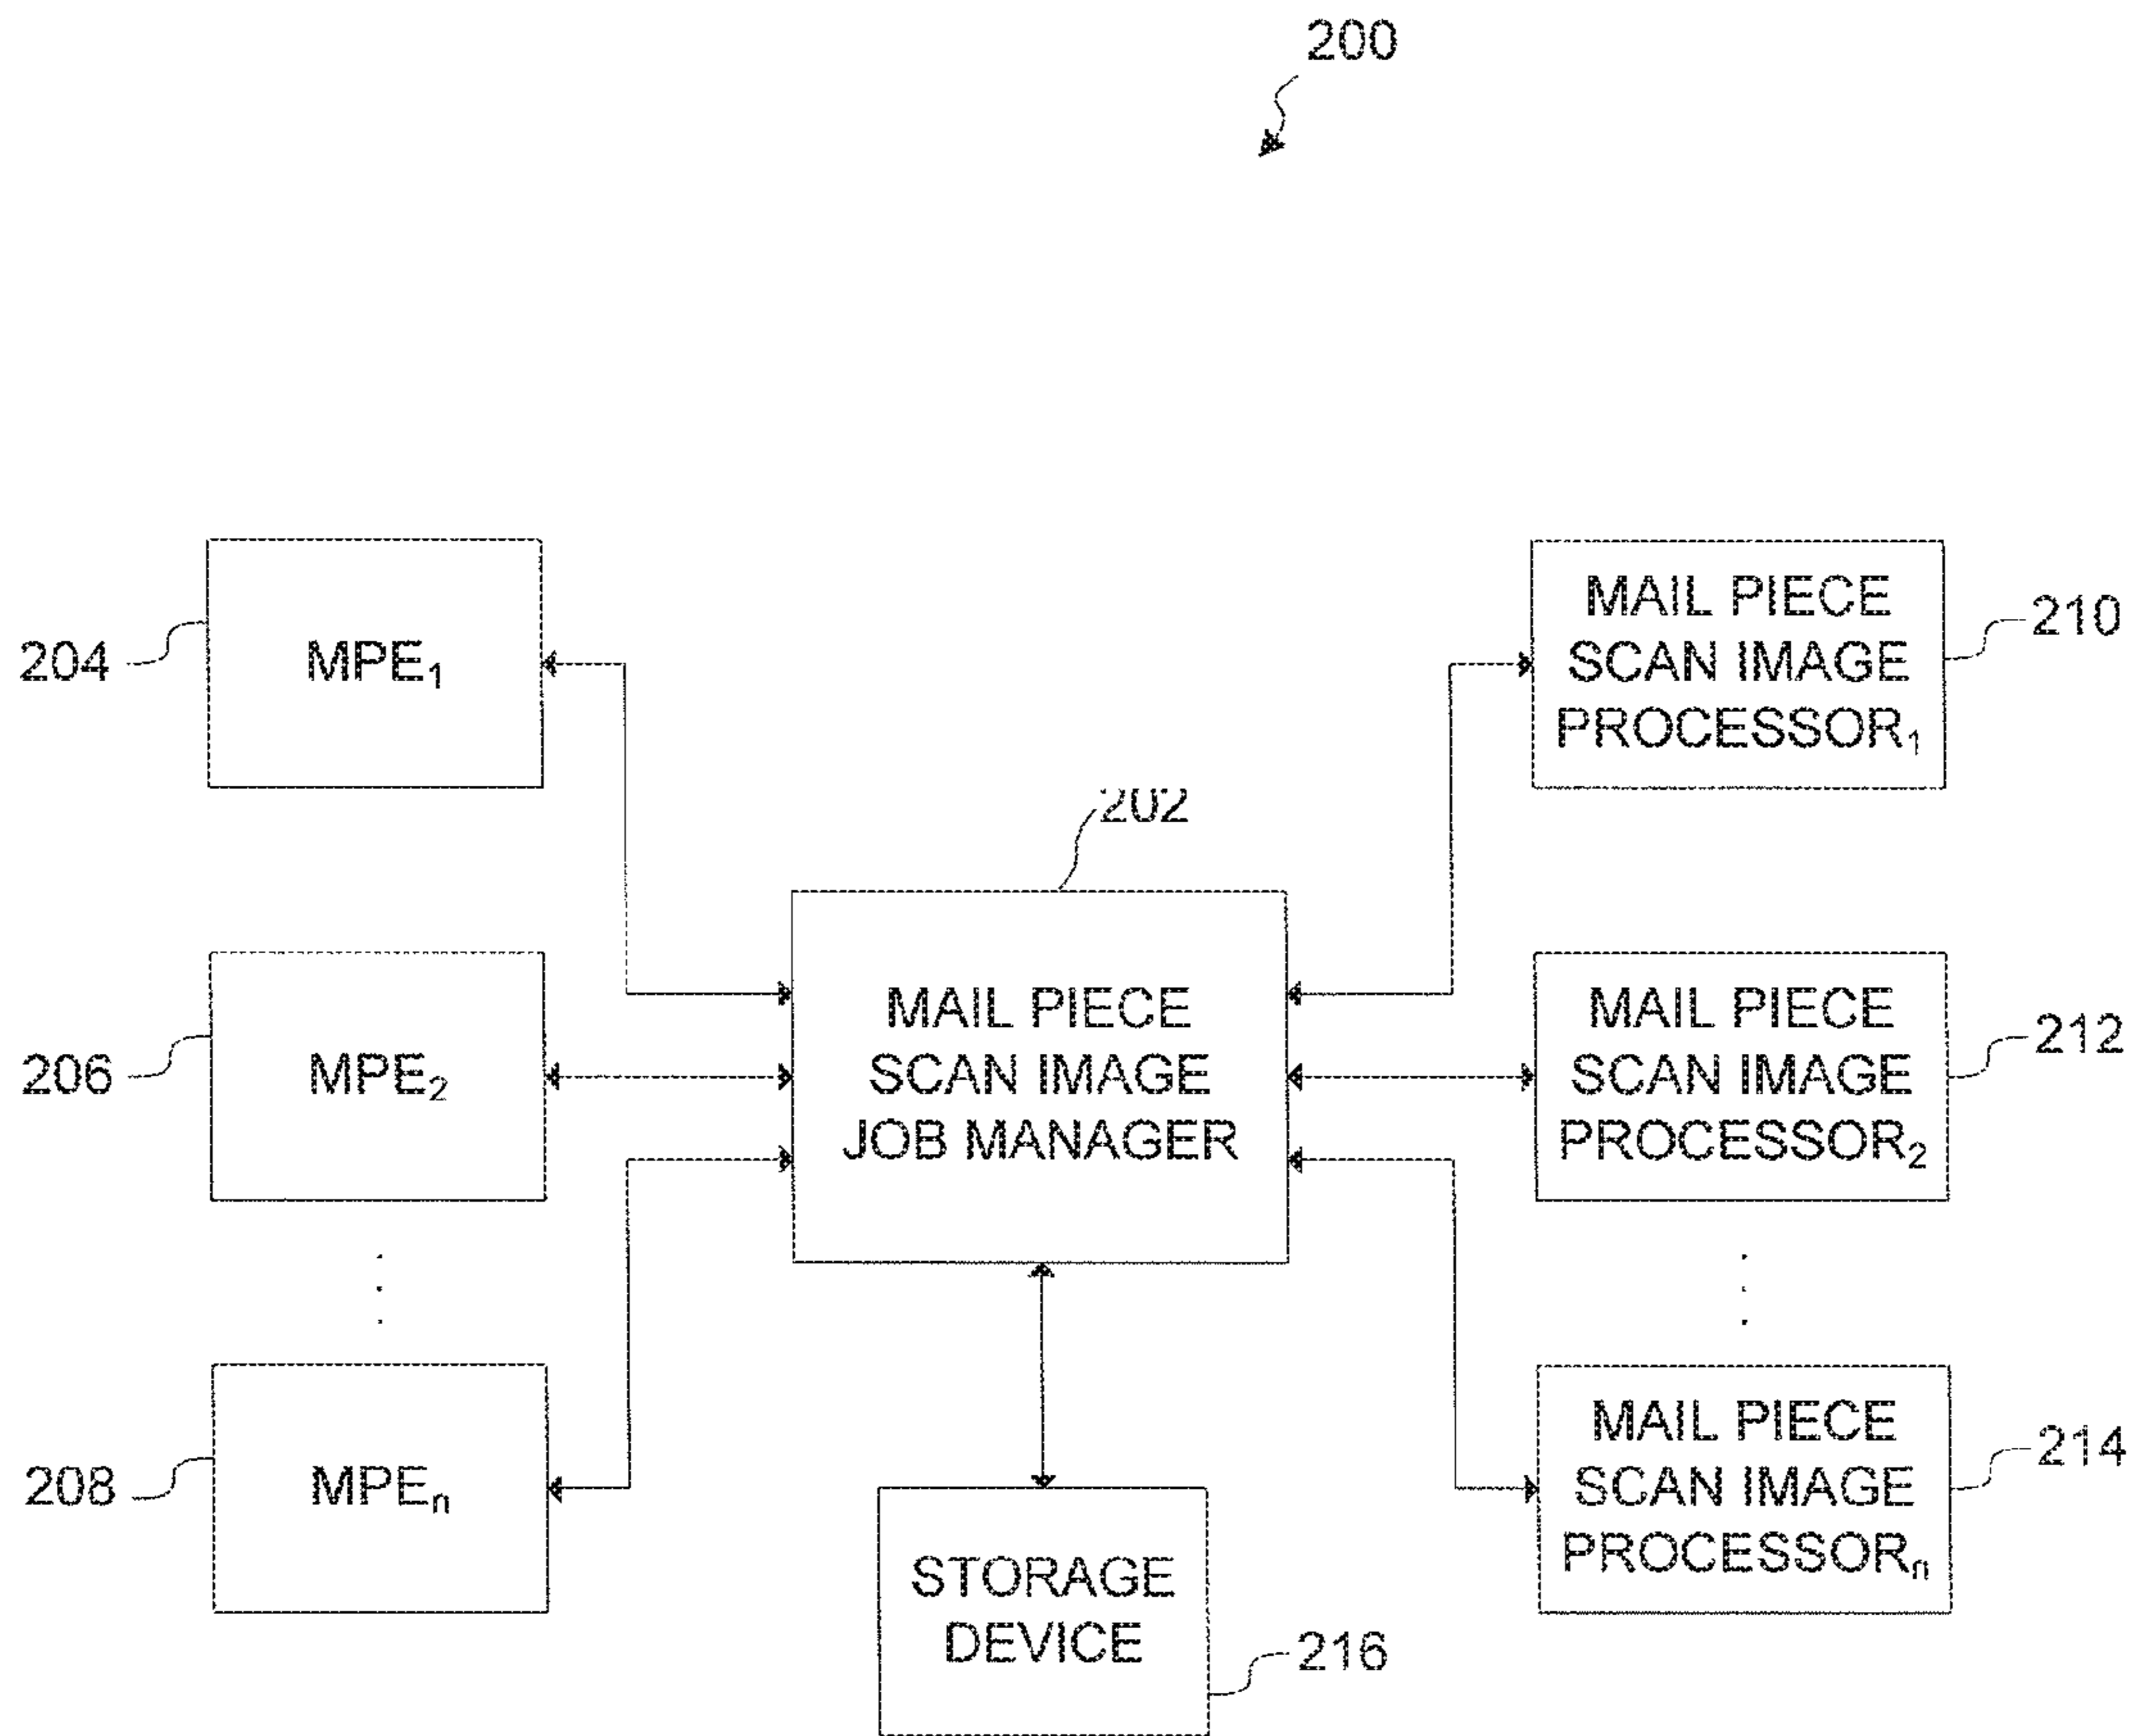 200
204
MPE₁
MAIL PIECE
SCAN IMAGE
PROCESSOR₁
210
202
206
MPE₂
MAIL PIECE
SCAN IMAGE
JOB MANAGER
MAIL PIECE
SCAN IMAGE
PROCESSOR₂
212
208
MPEₙ
STORAGE
DEVICE
216
MAIL PIECE
SCAN IMAGE
PROCESSORₙ
214